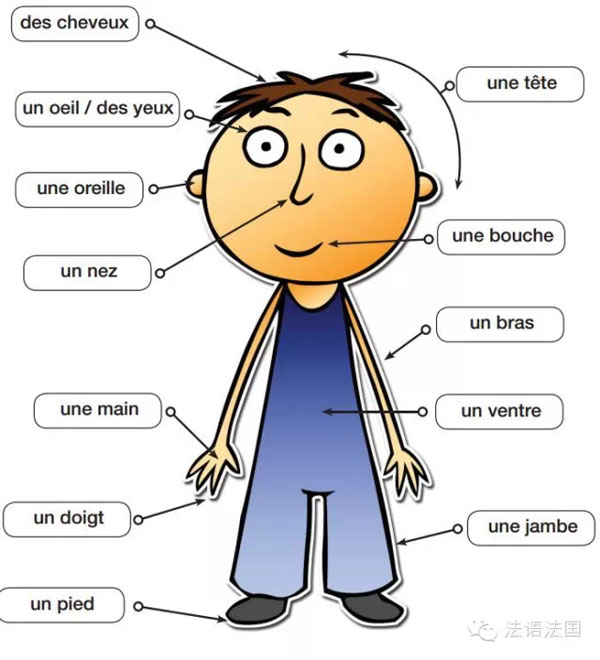 des cheveux
une tête
un oeil / des yeux
une oreille
une bouche
un nez
un bras
une main
un ventre
un doigt
une jambe
un pied
法语法国